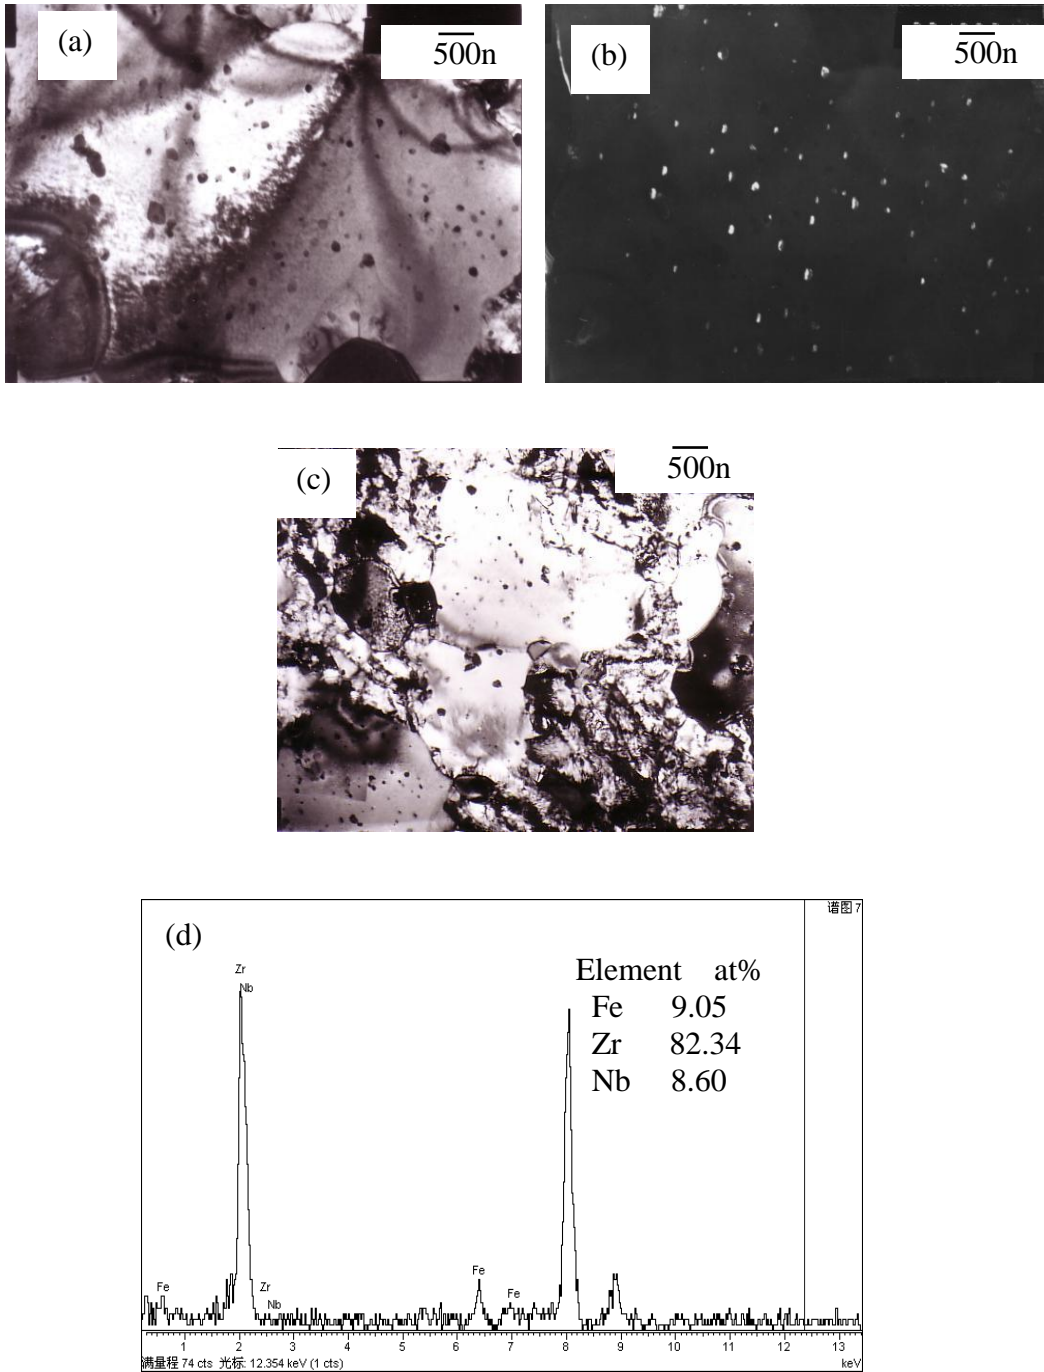 (a)
500n
(b)
500n
(c)
500n
(d)
谱图 7
Zr
Nb
Element at%
Fe 9.05
Zr 82.34
Nb 8.60
Fe
Zr
Nb
Fe
Fe
1 2 3 4 5 6 7 8 9 10 11 12 13
满量程 74 cts 光标: 12.354 keV (1 cts)
keV